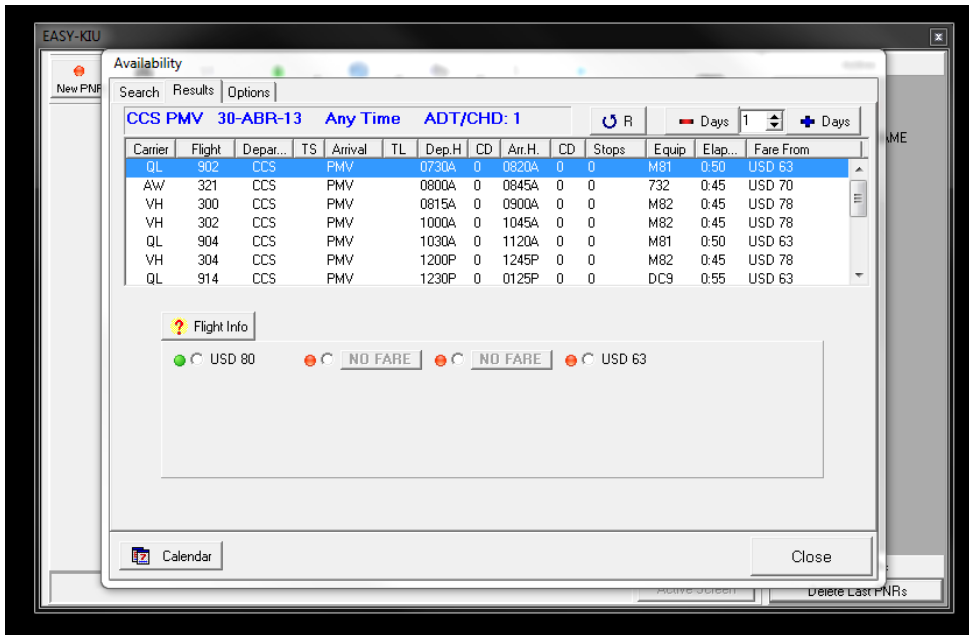 EASY-KIU
Availability
New PNR
Search Results Options
CCS PMV 30-ABR-13 Any Time ADT/CHD: 1 R Days 1 Days
Carrier Flight Depar... TS Arrival TL Dep.H CD Arr.H. CD Stops Equip Elap... Fare From
QL 902 CCS PMV 0730A 0 0820A 0 0 M81 0:50 USD 63
AW 321 CCS PMV 0800A 0 0845A 0 0 732 0:45 USD 70
VH 300 CCS PMV 0815A 0 0900A 0 0 M82 0:45 USD 78
VH 302 CCS PMV 1000A 0 1045A 0 0 M82 0:45 USD 78
QL 904 CCS PMV 1030A 0 1120A 0 0 M81 0:50 USD 63
VH 304 CCS PMV 1200P 0 1245P 0 0 M82 0:45 USD 78
QL 914 CCS PMV 1230P 0 0125P 0 0 DC9 0:55 USD 63
? Flight Info
USD 80 NO FARE NO FARE USD 63
7 Calendar Close
Active Screen Delete Last PNRs